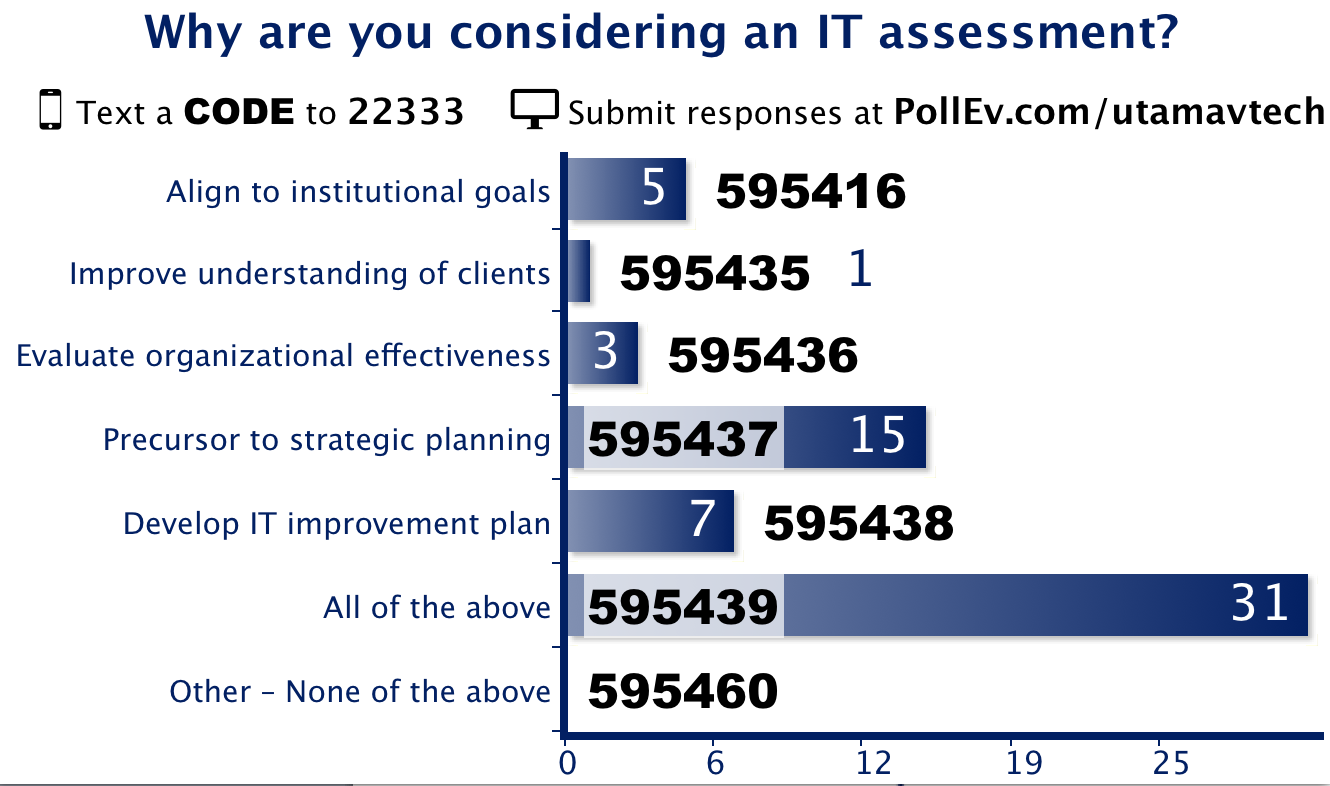 Why are you considering an IT assessment?
Text a CODE to 22333 Submit responses at PollEv.com/utamavtech
Align to institutional goals 5 595416
Improve understanding of clients 595435 1
Evaluate organizational effectiveness 3 595436
Precursor to strategic planning 595437 15
Develop IT improvement plan 7 595438
All of the above 595439 31
Other – None of the above 595460
0 6 12 19 25